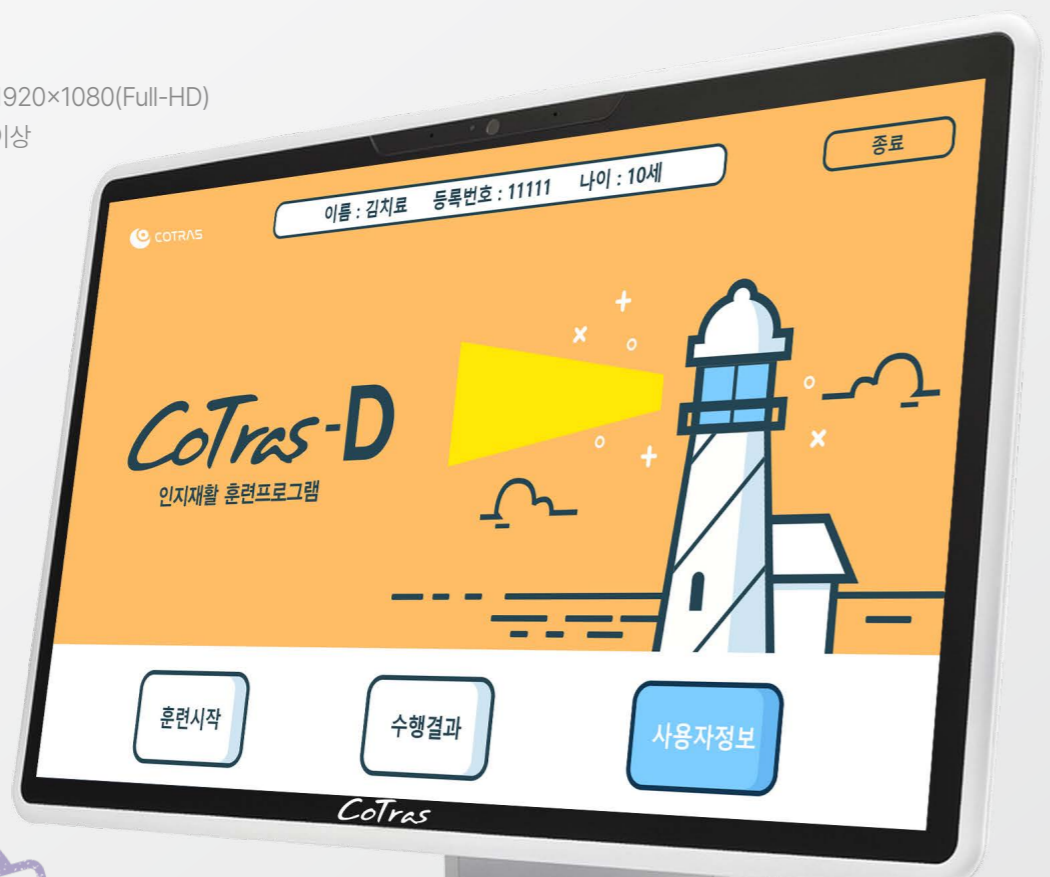 1920×1080(Full-HD)
이상
이름 : 김치료 등록번호 : 11111 나이 : 10세
종료
COTRAS
CoTras-D
인지재활 훈련프로그램
훈련시작
수행결과
사용자정보
CoTras